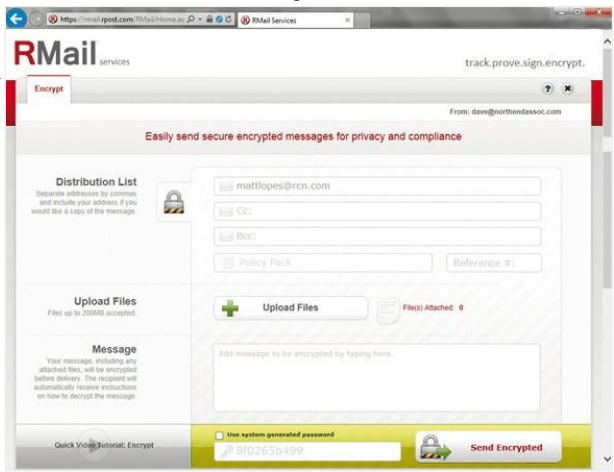 https://rmail.rpost.com/RMail/Home.as
RMail Services
RMail services
track.prove.sign.encrypt.
Encrypt
?
From: dave@northendassoc.com
Easily send secure encrypted messages for privacy and compliance
Distribution List
Separate addresses by commas
and include your address if you
would like a copy of the message.
mattlopes@rcn.com
Cc:
Bcc:
Policy Pack
Reference #:
Upload Files
Files up to 200MB accepted.
Upload Files
File(s) Attached: 0
Message
Your message, including any
attached files, will be encrypted
before delivery. The recipient will
automatically receive instructions
on how to decrypt the message.
Add message to be encrypted by typing here.
Quick Video Tutorial: Encrypt
Use system generated password
8f0265b499
Send Encrypted